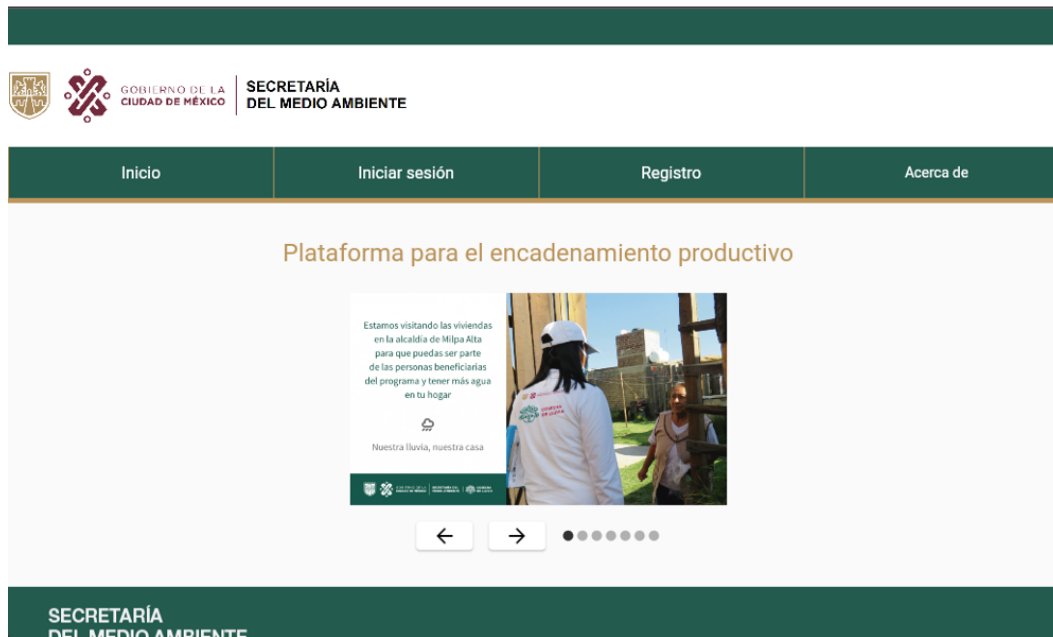 GOBIERNO DE LA
CIUDAD DE MÉXICO
SECRETARÍA
DEL MEDIO AMBIENTE
Inicio
Iniciar sesión
Registro
Acerca de
Plataforma para el encadenamiento productivo
Estamos visitando las viviendas
en la alcaldía de Milpa Alta
para que puedas ser parte
de las personas beneficiarias
del programa y tener más agua
en tu hogar
Nuestra lluvia, nuestra casa
SECRETARÍA
DEL MEDIO AMBIENTE